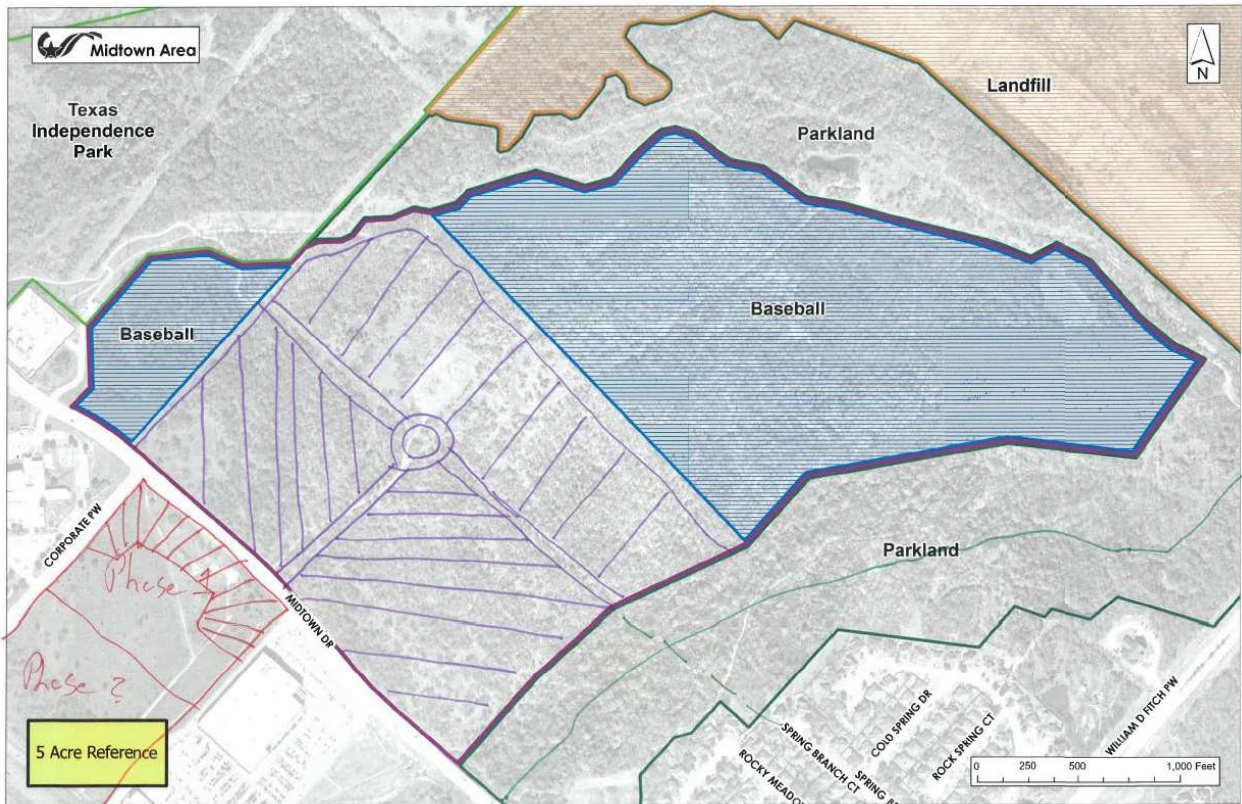 Midtown Area
N
Texas
Independence
Park
Landfill
Parkland
Baseball
Baseball
Parkland
CORPORATE PW
MIDTOWN DR
Phase 1
Phase 2
5 Acre Reference
SPRING BRANCH CT
COLD SPRING DR
ROCK SPRING CT
WILLIAM D FITCH PW
0 250 500 1,000 Feet